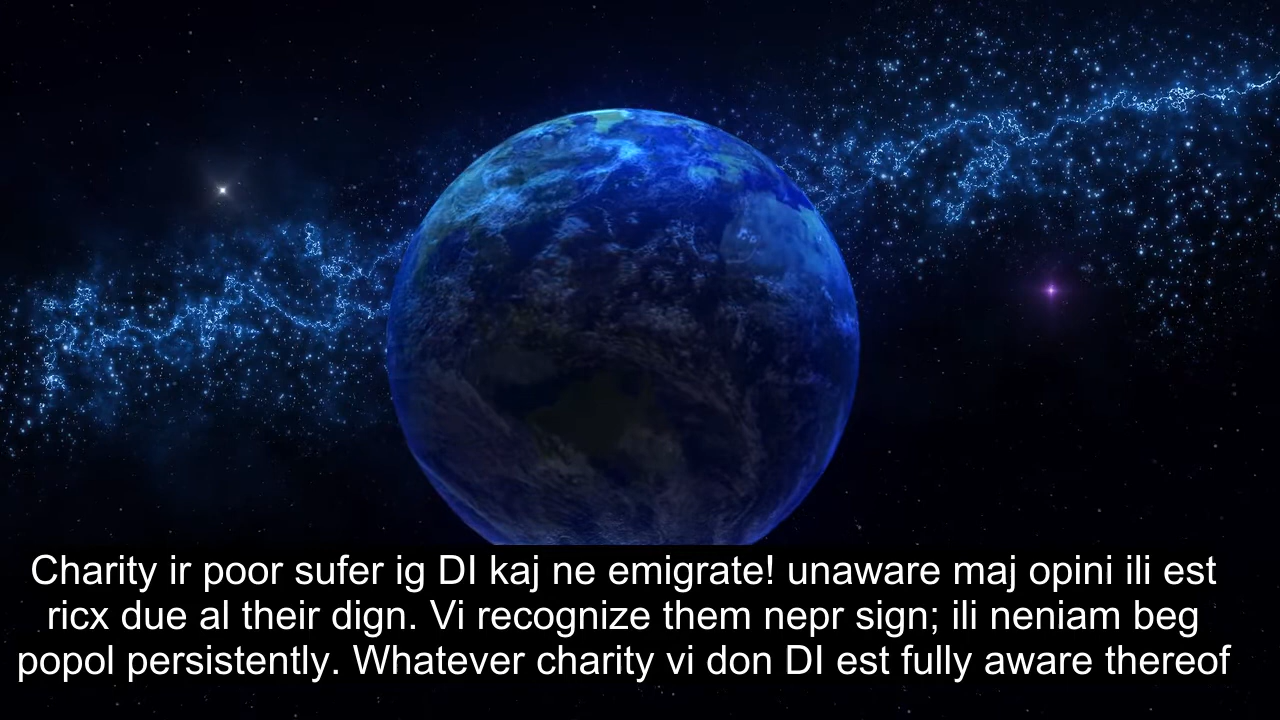 Charity ir poor sufer ig DI kaj ne emigrate! unaware maj opini ili est
ricx due al their dign. Vi recognize them nepr sign; ili neniam beg
popol persistently. Whatever charity vi don DI est fully aware thereof